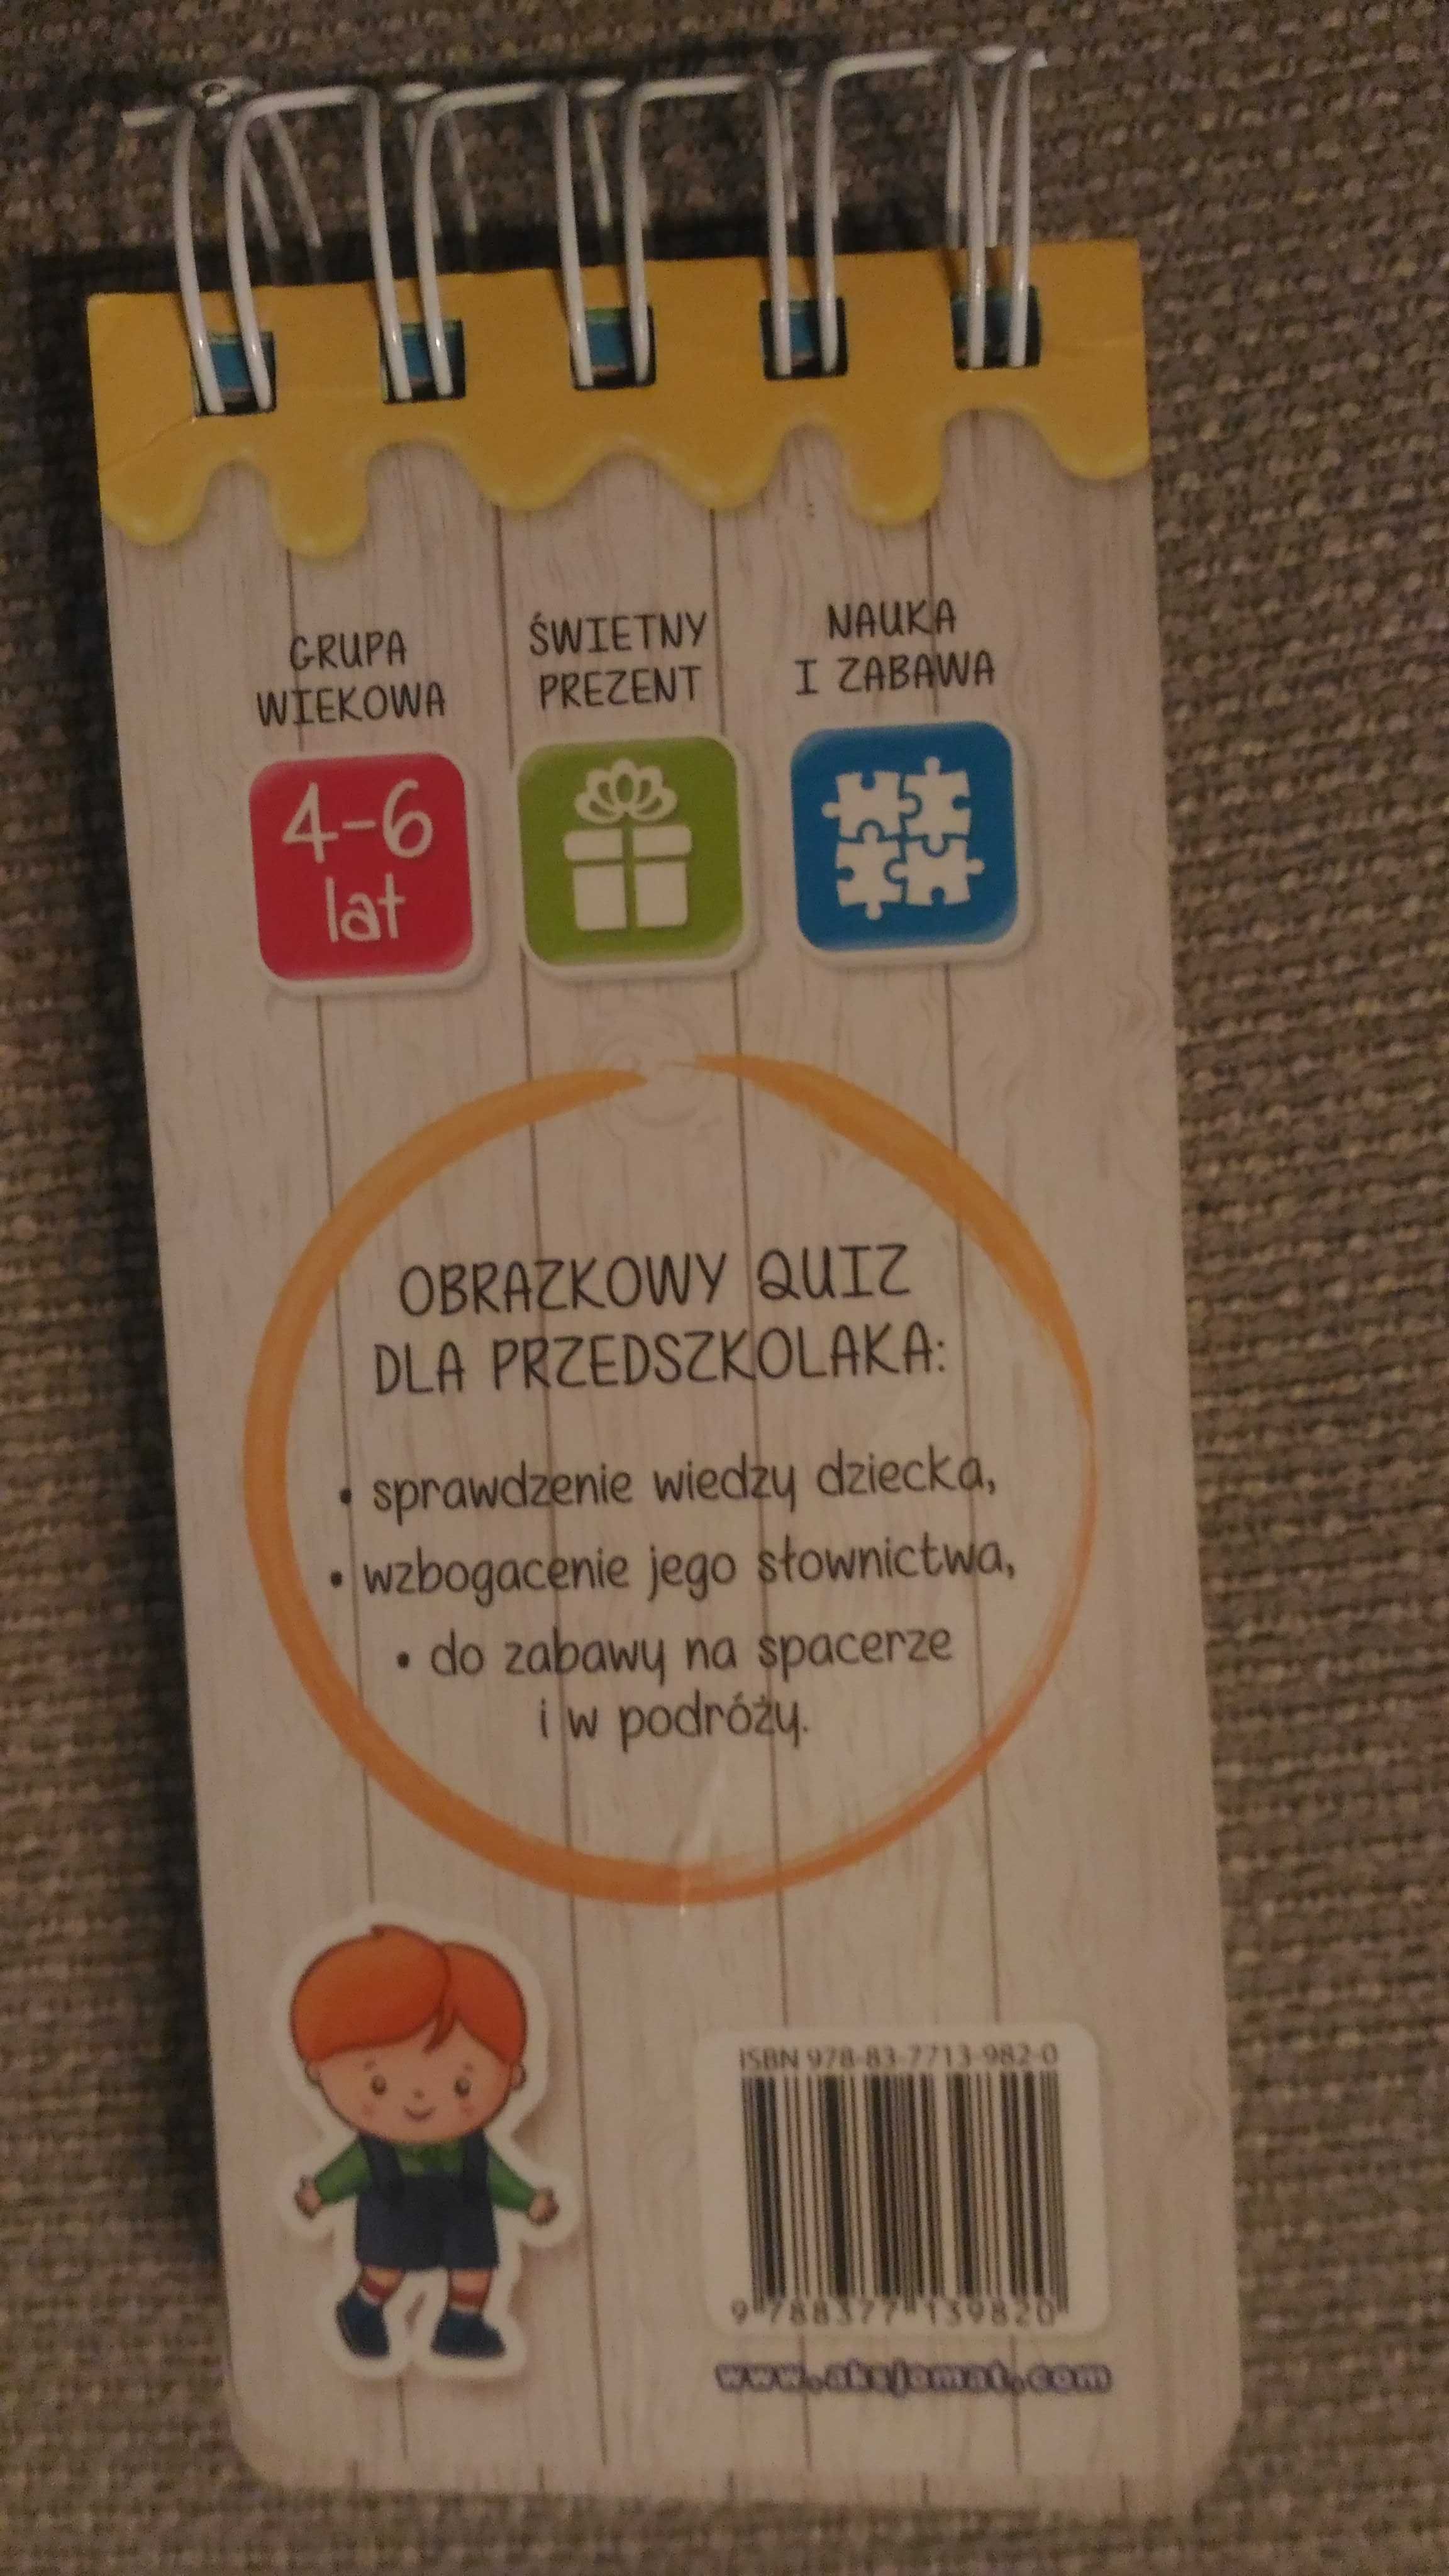 GRUPA
WIEKOWA
4-6
lat
ŚWIETNY
PREZENT
NAUKA
I ZABAWA
OBRAZKOWY QUIZ
DLA PRZEDSZKOLAKA:
• sprawdzenie wiedzy dziecka,
• wzbogacenie jego słownictwa,
• do zabawy na spacerze
i w podróży.
ISBN 978-83-7713-982-0
9 788377 139820
www.aksjomat.com